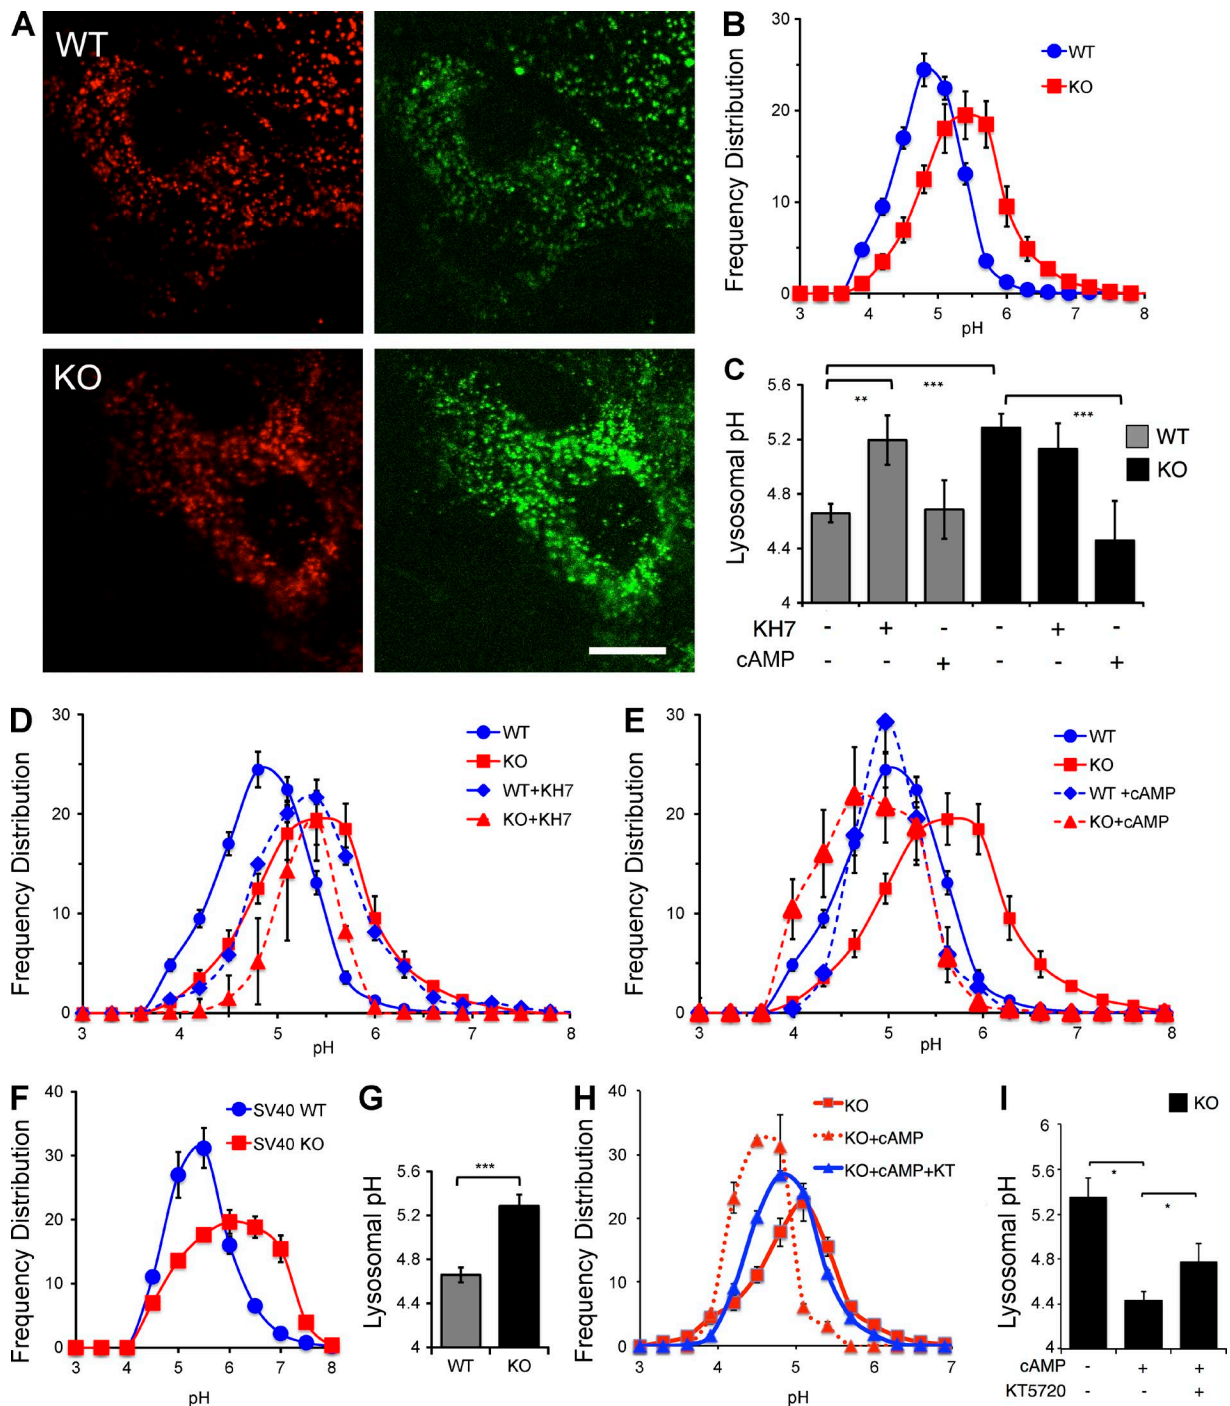 A
WT
KO
B
Frequency Distribution
30
20
10
0
3 4 5 6 7 8
pH
WT
KO
C
Lysosomal pH
5.6
5.2
4.8
4.4
4
** *** ***
WT
KO
KH7 - + - - + -
cAMP - - + - - +
D
Frequency Distribution
30
20
10
0
3 4 5 6 7 8
pH
WT
KO
WT+KH7
KO+KH7
E
Frequency Distribution
30
20
10
0
3 4 5 6 7 8
pH
WT
KO
WT +cAMP
KO+cAMP
F
Frequency Distribution
40
30
20
10
0
3 4 5 6 7 8
pH
SV40 WT
SV40 KO
G
Lysosomal pH
5.6
5.2
4.8
4.4
4
***
WT KO
H
Frequency Distribution
40
30
20
10
0
3 4 5 6 7
pH
KO
KO+cAMP
KO+cAMP+KT
I
KO
Lysosomal pH
6
5.6
5.2
4.8
4.4
4
* *
cAMP - + +
KT5720 - - +